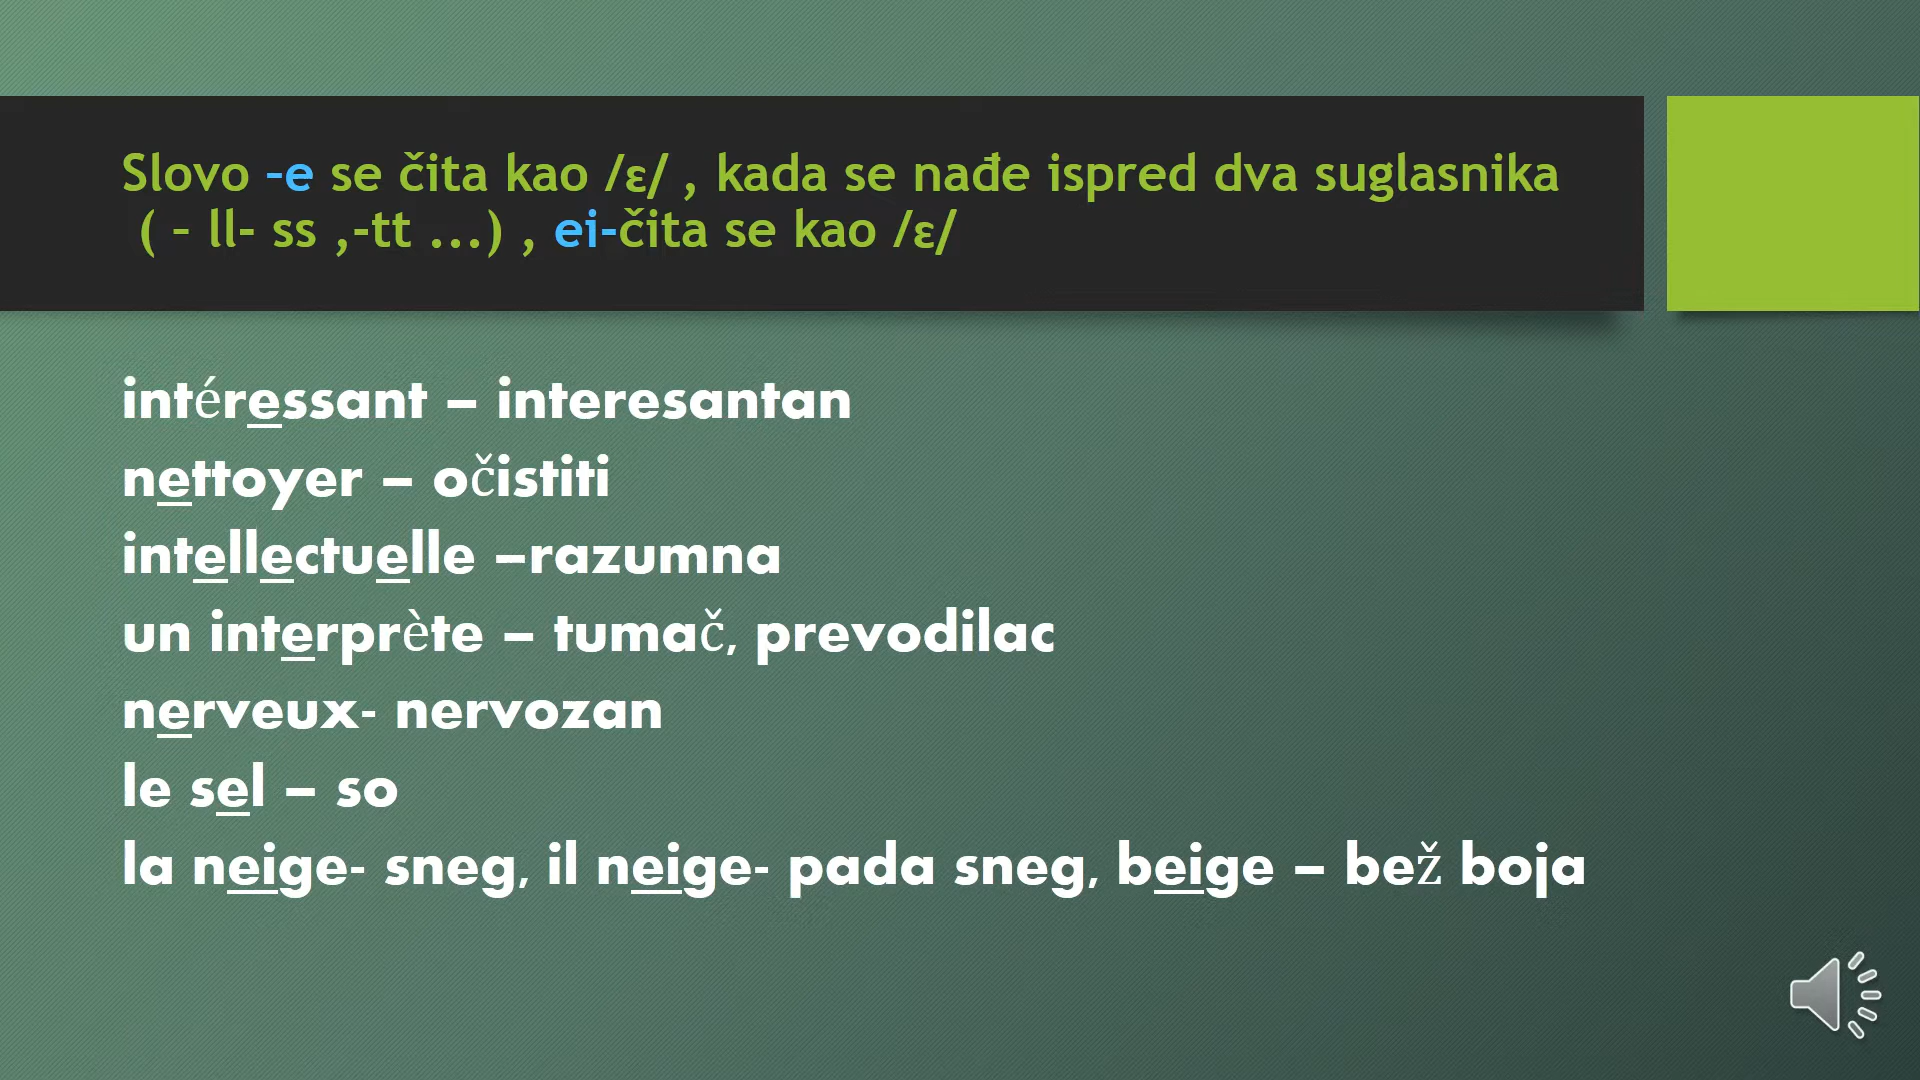 Slovo –e se čita kao /ɛ/ , kada se nađe ispred dva suglasnika
( – ll- ss ,-tt ...) , ei-čita se kao /ɛ/
intéressant – interesantan
nettoyer – očistiti
intellectuelle –razumna
un interprète – tumač, prevodilac
nerveux- nervozan
le sel – so
la neige- sneg, il neige- pada sneg, beige – bež boja